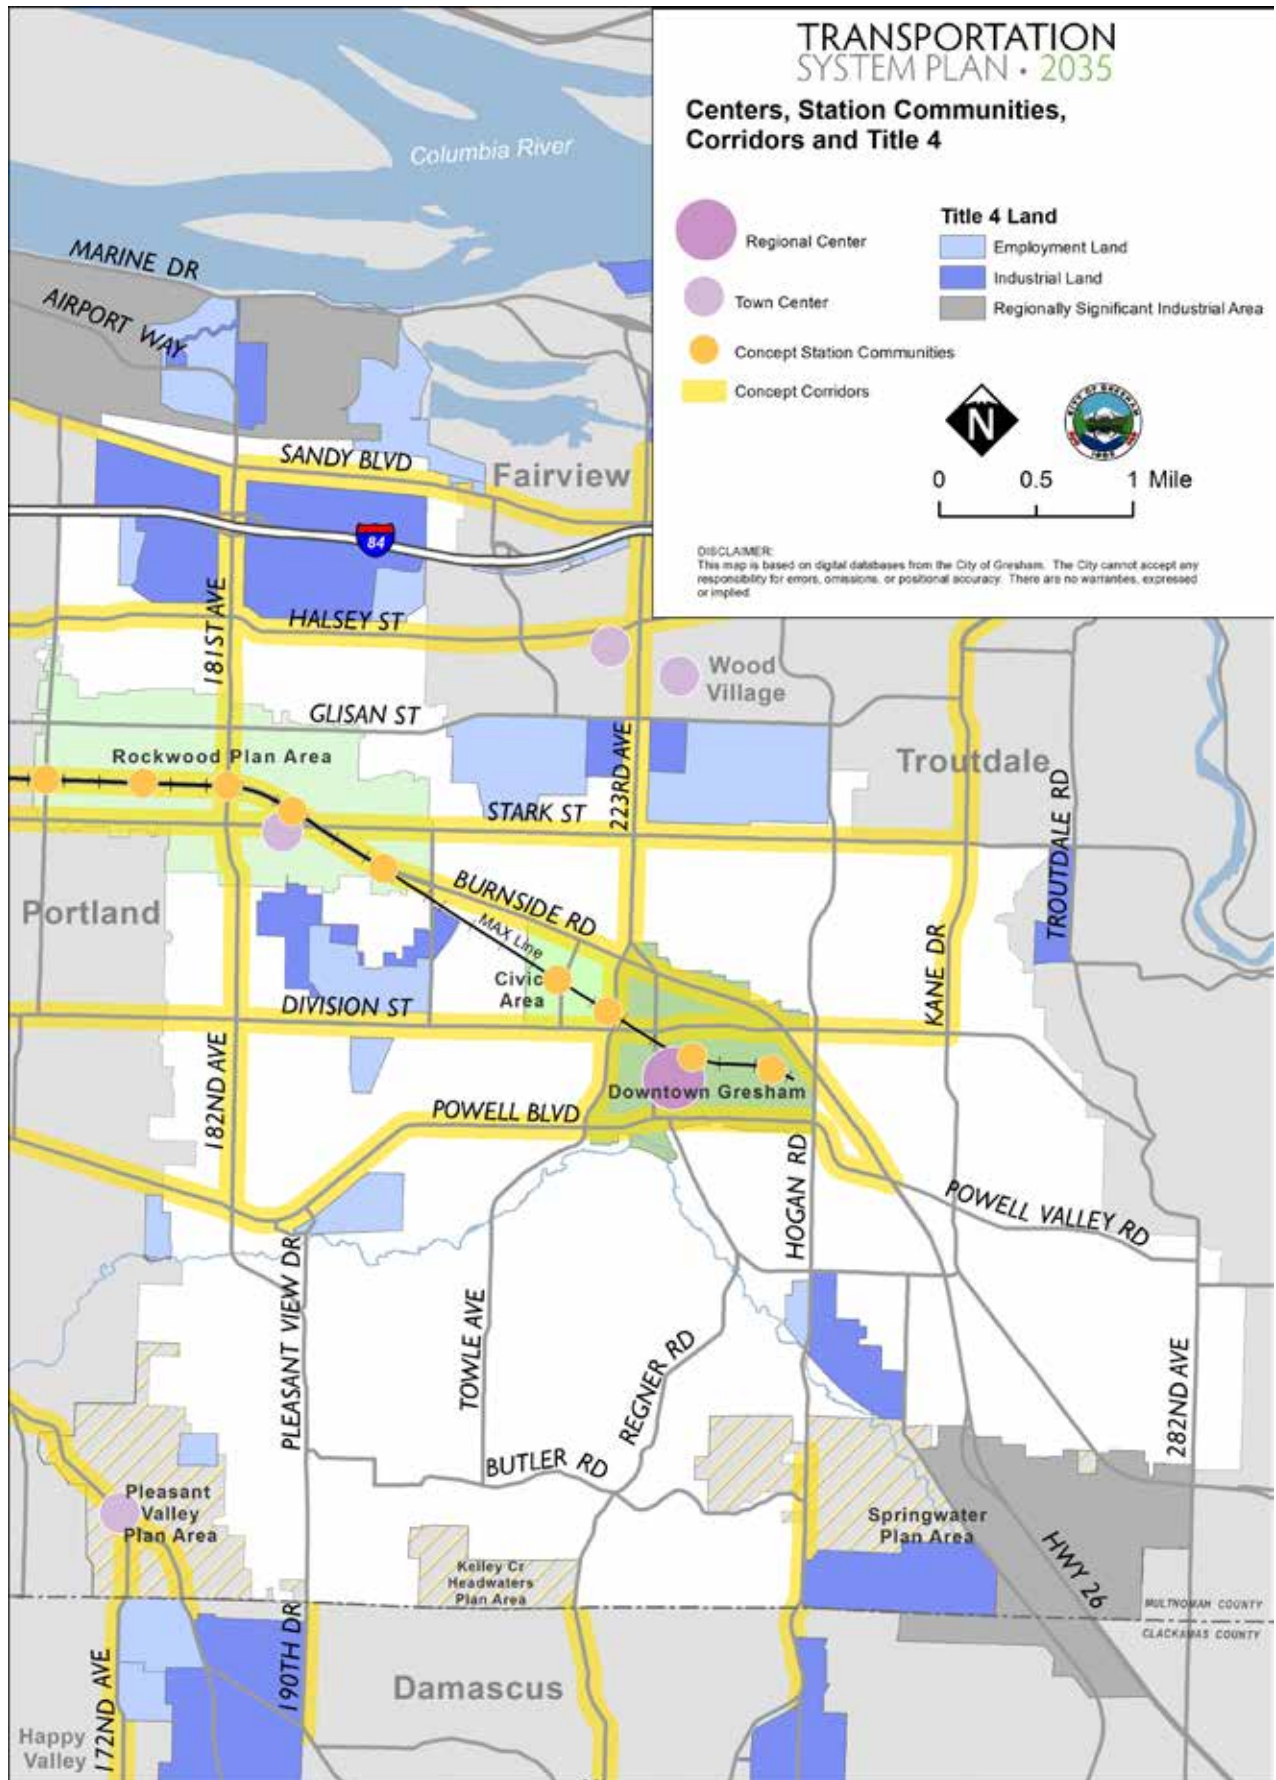 TRANSPORTATION
SYSTEM PLAN • 2035
Centers, Station Communities,
Corridors and Title 4
Regional Center
Town Center
Concept Station Communities
Concept Corridors
Title 4 Land
Employment Land
Industrial Land
Regionally Significant Industrial Area
N
CITY OF GRESHAM
0 0.5 1 Mile
DISCLAIMER:
This map is based on digital databases from the City of Gresham. The City cannot accept any
responsibility for errors, omissions, or positional accuracy. There are no warranties, expressed
or implied.
Columbia River
MARINE DR
AIRPORT WAY
SANDY BLVD
Fairview
84
181ST AVE
HALSEY ST
Wood
Village
GLISAN ST
Rockwood Plan Area
223RD AVE
Troutdale
STARK ST
TROUTDALE RD
Portland
BURNSIDE RD
MAX Line
Civic
Area
KANE DR
DIVISION ST
182ND AVE
Downtown Gresham
POWELL BLVD
HOGAN RD
POWELL VALLEY RD
PLEASANT VIEW DR
TOWLE AVE
REGNER RD
282ND AVE
BUTLER RD
Pleasant
Valley
Plan Area
Springwater
Plan Area
Kelley Cr
Headwaters
Plan Area
HWY 26
MULTNOMAH COUNTY
CLACKAMAS COUNTY
190TH DR
Damascus
172ND AVE
Happy
Valley